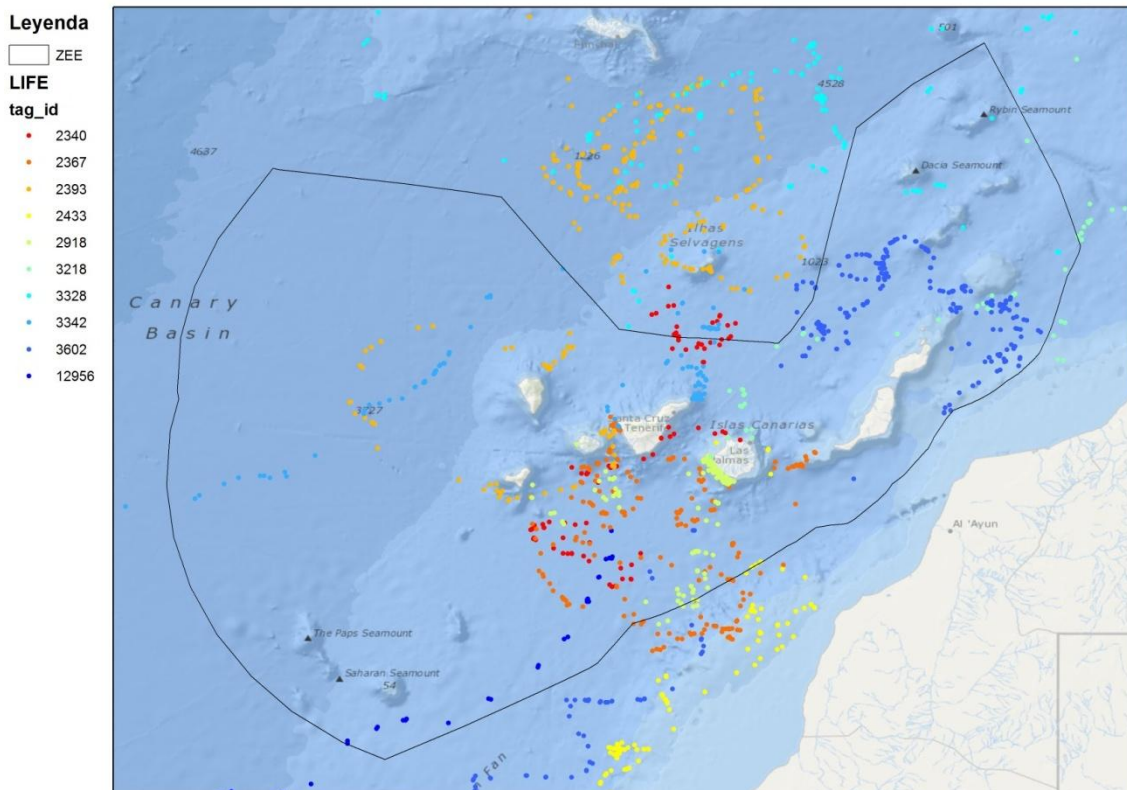 Leyenda
ZEE
LIFE
tag_id
2340
2367
2393
2433
2918
3218
3328
3342
3602
12956
501
4528
Rybin Seamount
4637
1226
Dacia Seamount
Ilhas
Selvagens
1023
Canary
Basin
3727
Santa Cruz
Tenerife
Islas Canarias
Las
Palmas
Al 'Ayun
The Paps Seamount
Saharan Seamount
54
Fan